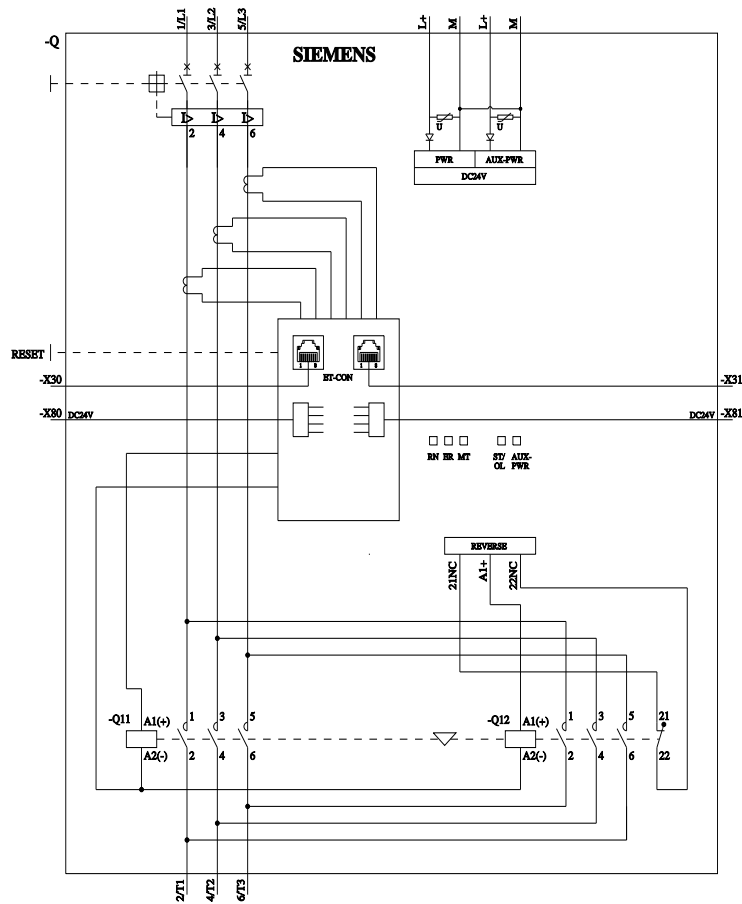 1/L1 3/L2 5/L3 L+ M L+ M
-Q SIEMENS
I> I> I>
2 4 6
U U
PWR AUX-PWR
DC24V
RESET
1 8 1 8
ET-CON
-X30 -X31
-X80 DC24V DC24V -X81
RN ER MT ST/ AUX-
OL PWR
REVERSE
21NC A1+ 22NC
-Q11 A1(+) 1 3 5 -Q12 A1(+) 1 3 5 21
A2(-) 2 4 6 A2(-) 2 4 6 22
2/T1 4/T2 6/T3